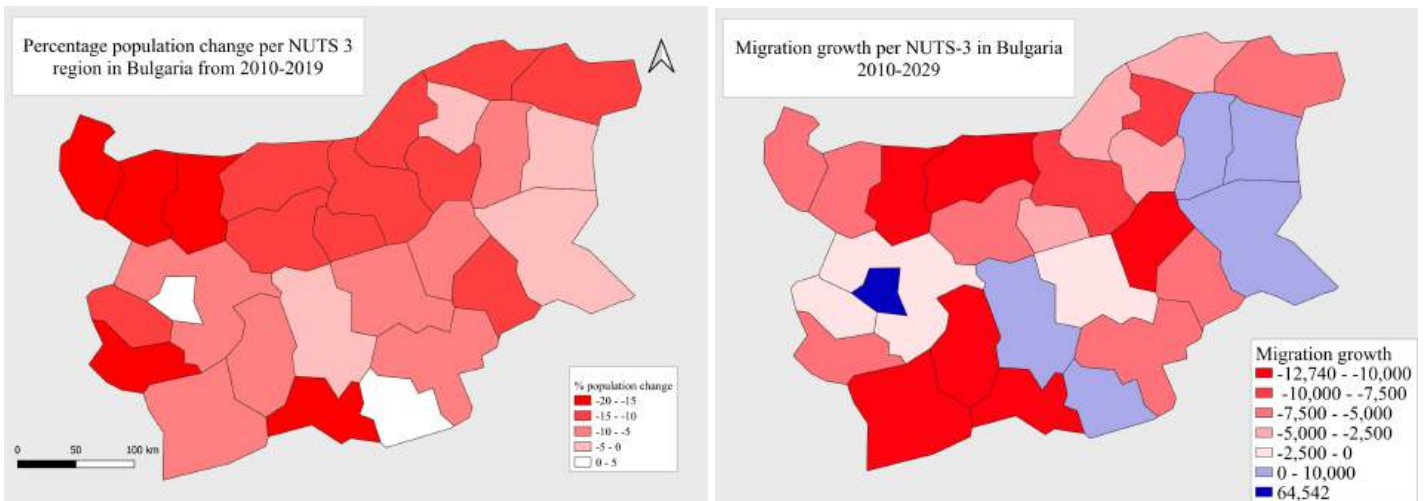 Percentage population change per NUTS 3
region in Bulgaria from 2010-2019
% population change
-20 - -15
-15 - -10
-10 - -5
-5 - 0
0 - 5
0 50 100 km
Migration growth per NUTS-3 in Bulgaria
2010-2029
Migration growth
-12,740 - -10,000
-10,000 - -7,500
-7,500 - -5,000
-5,000 - -2,500
-2,500 - 0
0 - 10,000
64,542